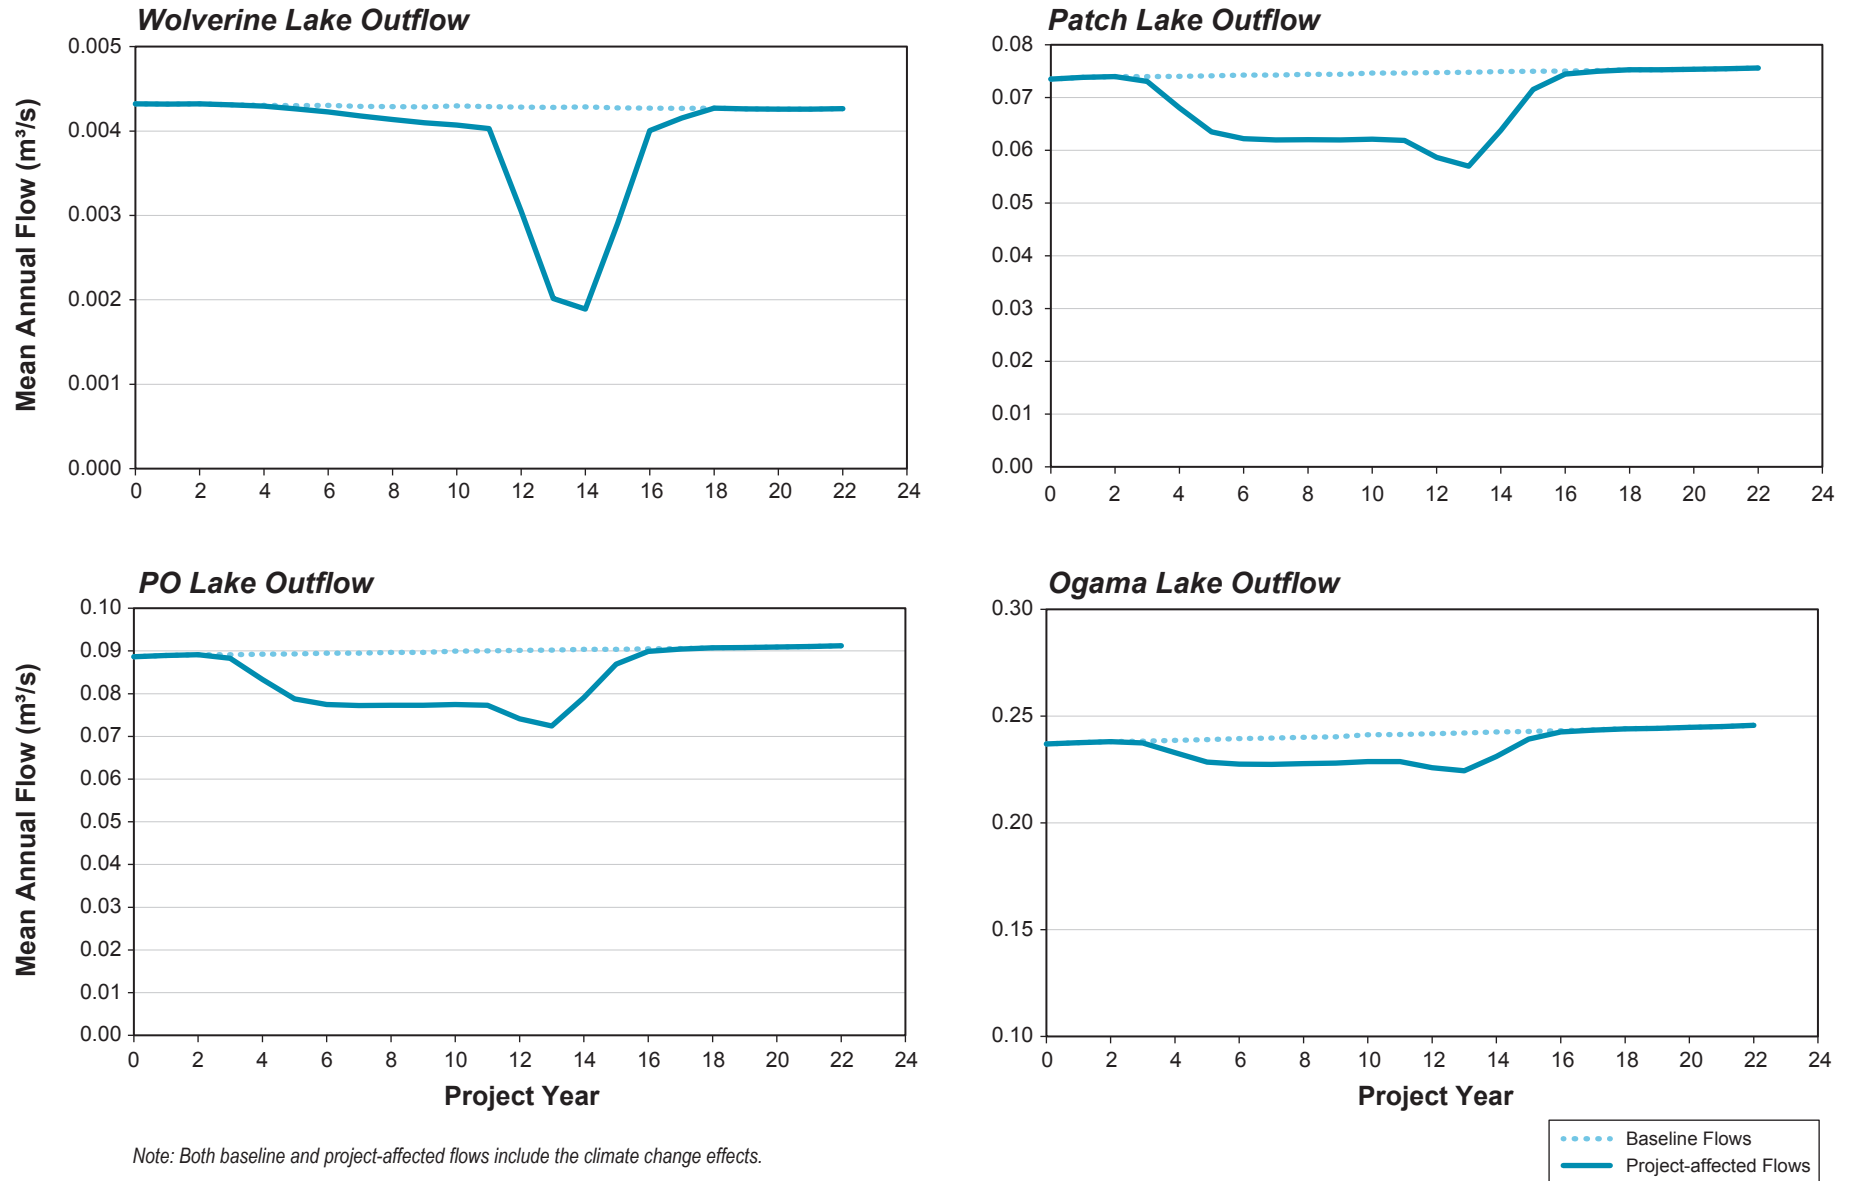 Wolverine Lake Outflow
Patch Lake Outflow
Mean Annual Flow (m³/s)
0.005
0.004
0.003
0.002
0.001
0.000
0 2 4 6 8 10 12 14 16 18 20 22 24
0.08
0.07
0.06
0.05
0.04
0.03
0.02
0.01
0.00
0 2 4 6 8 10 12 14 16 18 20 22 24
PO Lake Outflow
Ogama Lake Outflow
Mean Annual Flow (m³/s)
0.10
0.09
0.08
0.07
0.06
0.05
0.04
0.03
0.02
0.01
0.00
0 2 4 6 8 10 12 14 16 18 20 22 24
Project Year
0.30
0.25
0.20
0.15
0.10
0 2 4 6 8 10 12 14 16 18 20 22 24
Project Year
Note: Both baseline and project-affected flows include the climate change effects.
Baseline Flows
Project-affected Flows